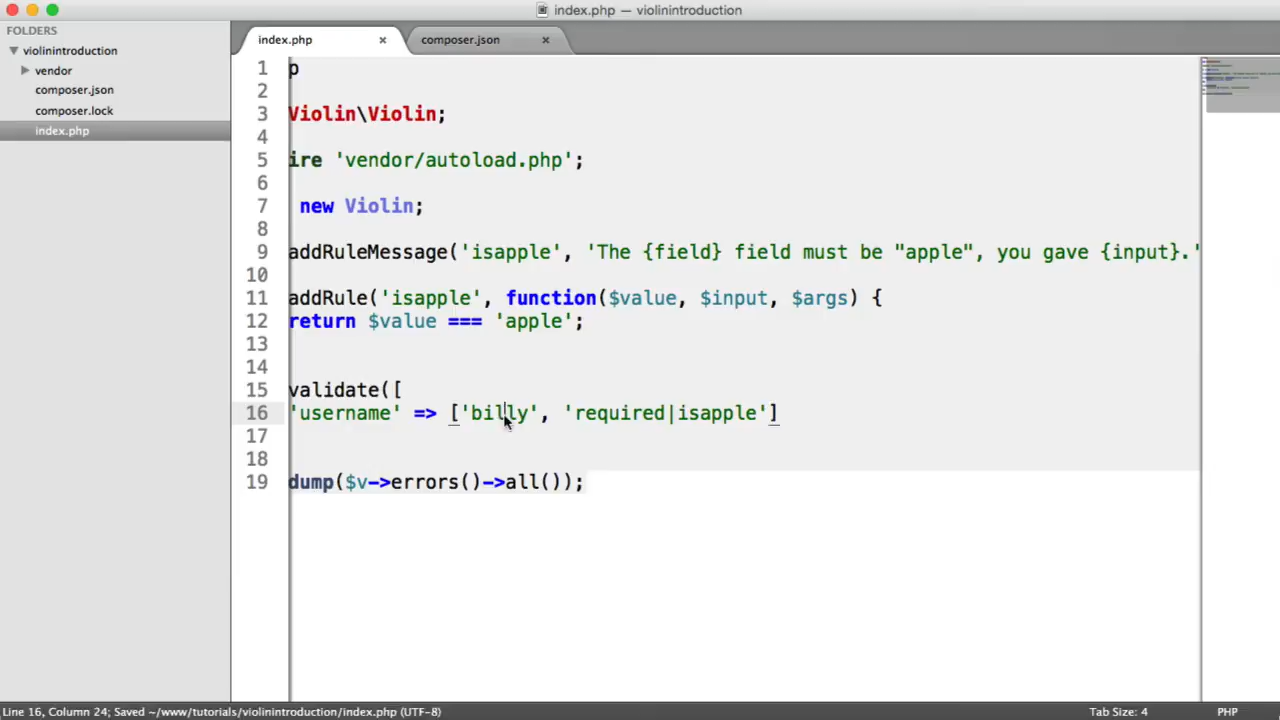 index.php — violinintroduction
FOLDERS
violinintroduction
vendor
composer.json
composer.lock
index.php
index.php × composer.json ×
1 p
2
3 Violin\Violin;
4
5 ire 'vendor/autoload.php';
6
7 new Violin;
8
9 addRuleMessage('isapple', 'The {field} field must be "apple", you gave {input}.'
10
11 addRule('isapple', function($value, $input, $args) {
12 return $value === 'apple';
13
14
15 validate([
16 'username' => ['billy', 'required|isapple']
17
18
19 dump($v->errors()->all());
Line 16, Column 24; Saved ~/www/tutorials/violinintroduction/index.php (UTF-8) Tab Size: 4 PHP